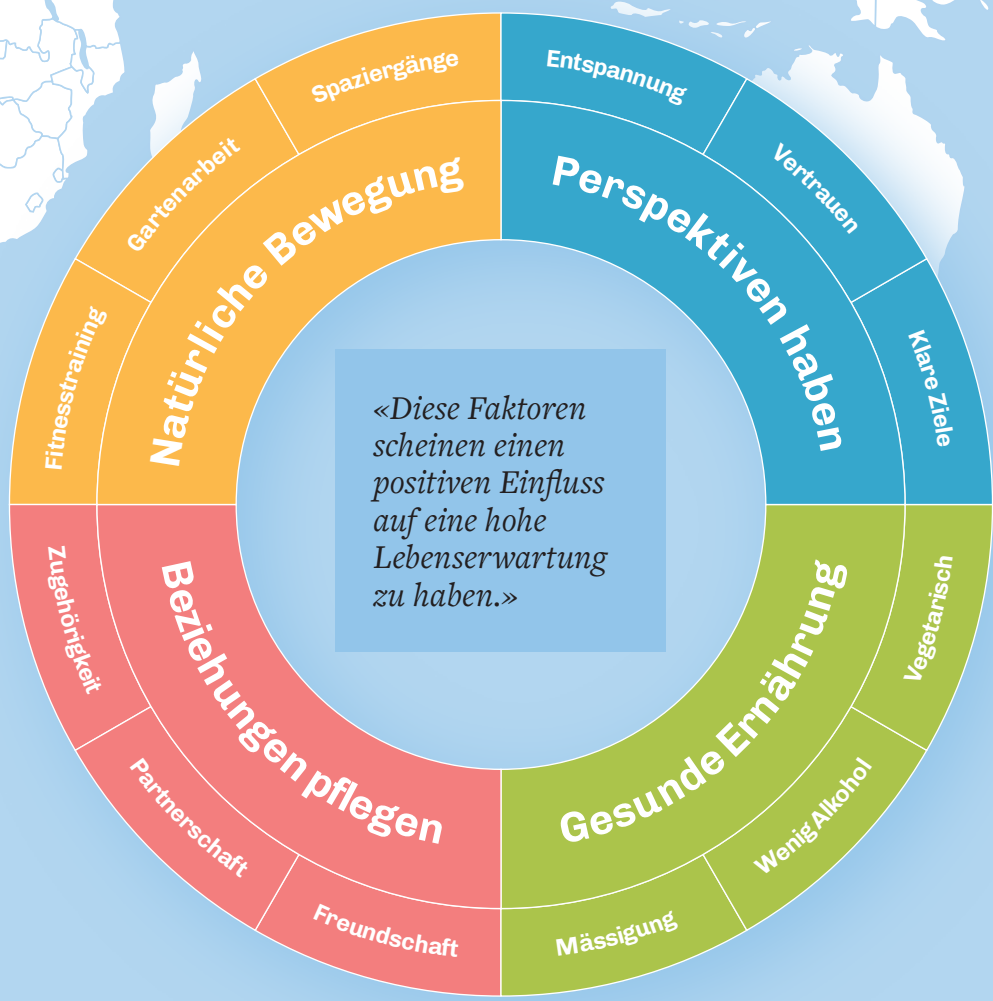 Spaziergänge
Gartenarbeit
Fitnesstraining
Natürliche Bewegung
Entspannung
Vertrauen
Klare Ziele
Perspektiven haben
«Diese Faktoren
scheinen einen
positiven Einfluss
auf eine hohe
Lebenserwartung
zu haben.»
Zugehörigkeit
Partnerschaft
Freundschaft
Beziehungen pflegen
Vegetarisch
Wenig Alkohol
Mässigung
Gesunde Ernährung